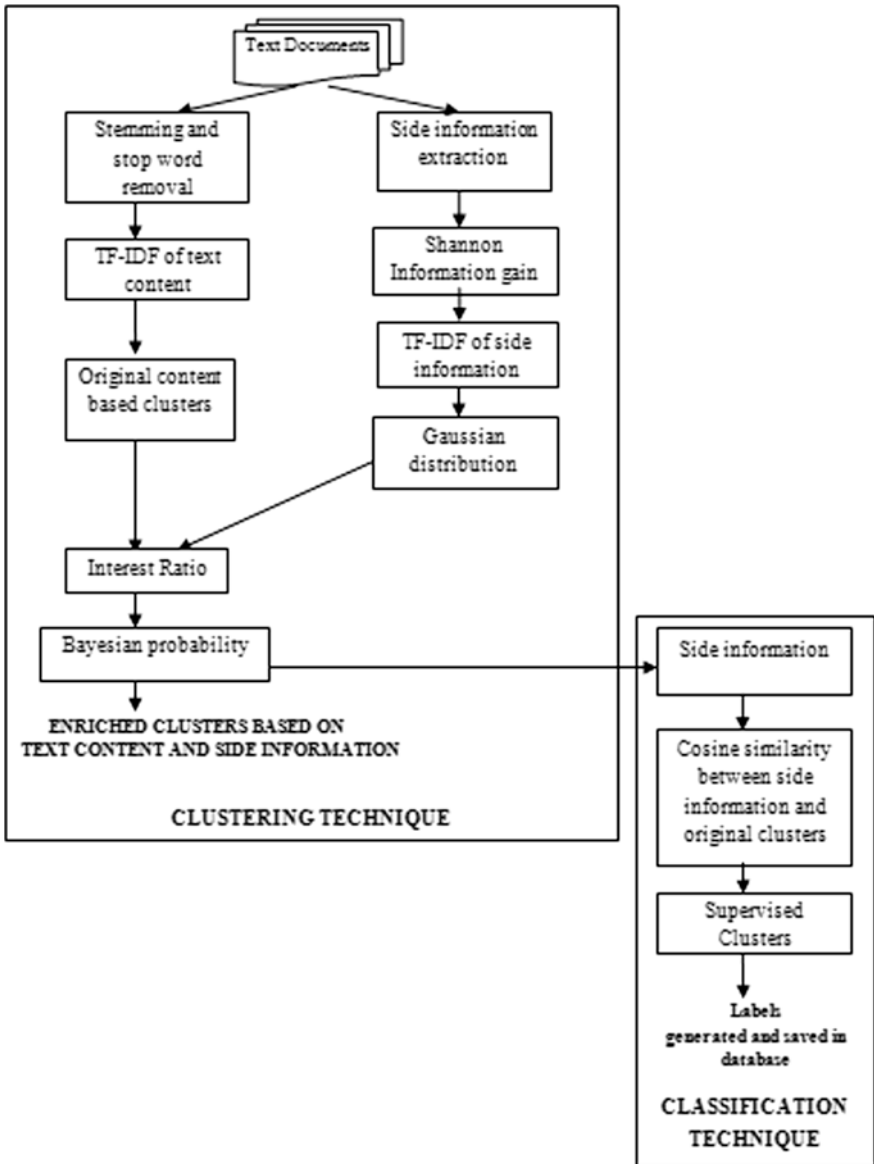 Text Documents
Stemming and
stop word
removal
Side information
extraction
TF-IDF of text
content
Shannon
Information gain
TF-IDF of side
information
Original content
based clusters
Gaussian
distribution
Interest Ratio
Bayesian probability
ENRICHED CLUSTERS BASED ON
TEXT CONTENT AND SIDE INFORMATION
CLUSTERING TECHNIQUE
Side information
Cosine similarity
between side
information and
original clusters
Supervised
Clusters
Labels
generated and saved in
database
CLASSIFICATION
TECHNIQUE